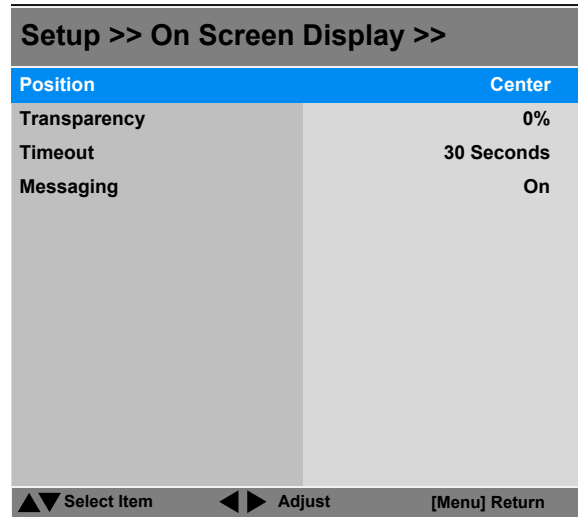 Setup >> On Screen Display >>
Position Center
Transparency 0%
Timeout 30 Seconds
Messaging On
Select Item Adjust [Menu] Return